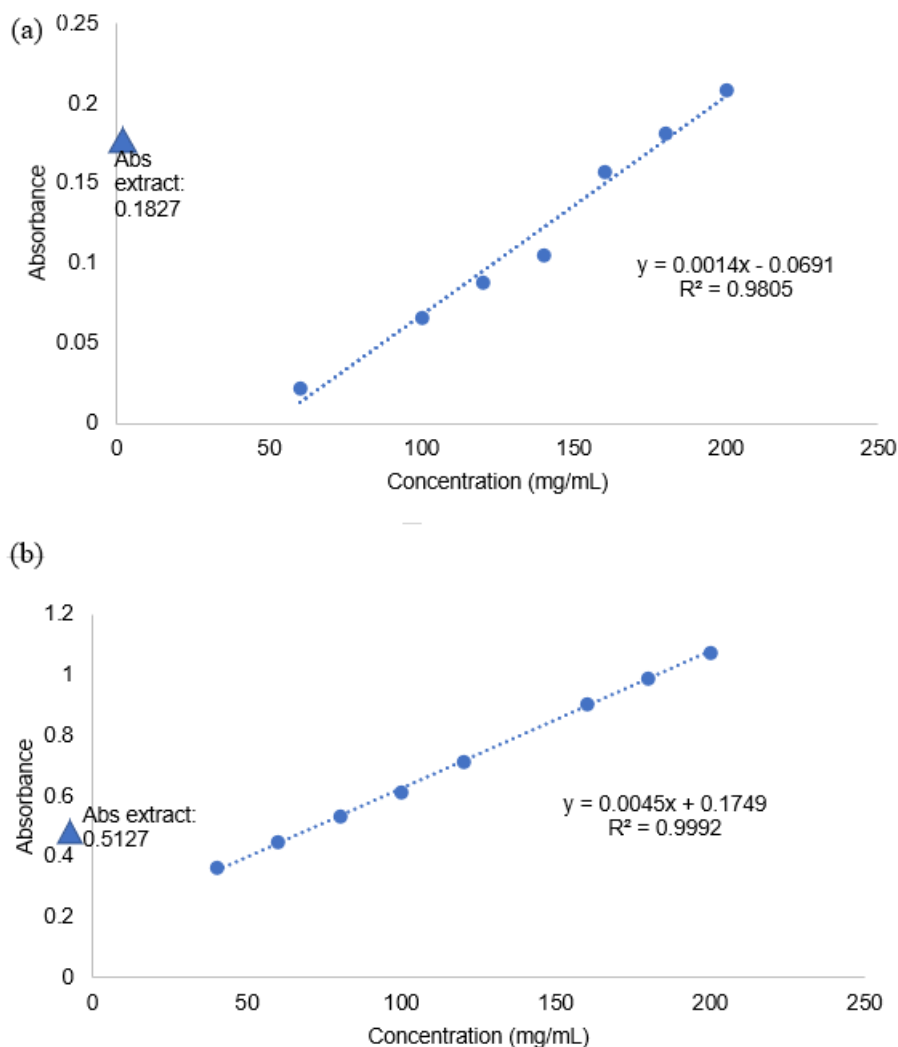 (a)
0.25
0.2
0.15
0.1
0.05
0
Absorbance
Abs
extract:
0.1827
y = 0.0014x - 0.0691
R² = 0.9805
0 50 100 150 200 250
Concentration (mg/mL)
(b)
1.2
1
0.8
0.6
0.4
0.2
0
Absorbance
Abs extract:
0.5127
y = 0.0045x + 0.1749
R² = 0.9992
0 50 100 150 200 250
Concentration (mg/mL)